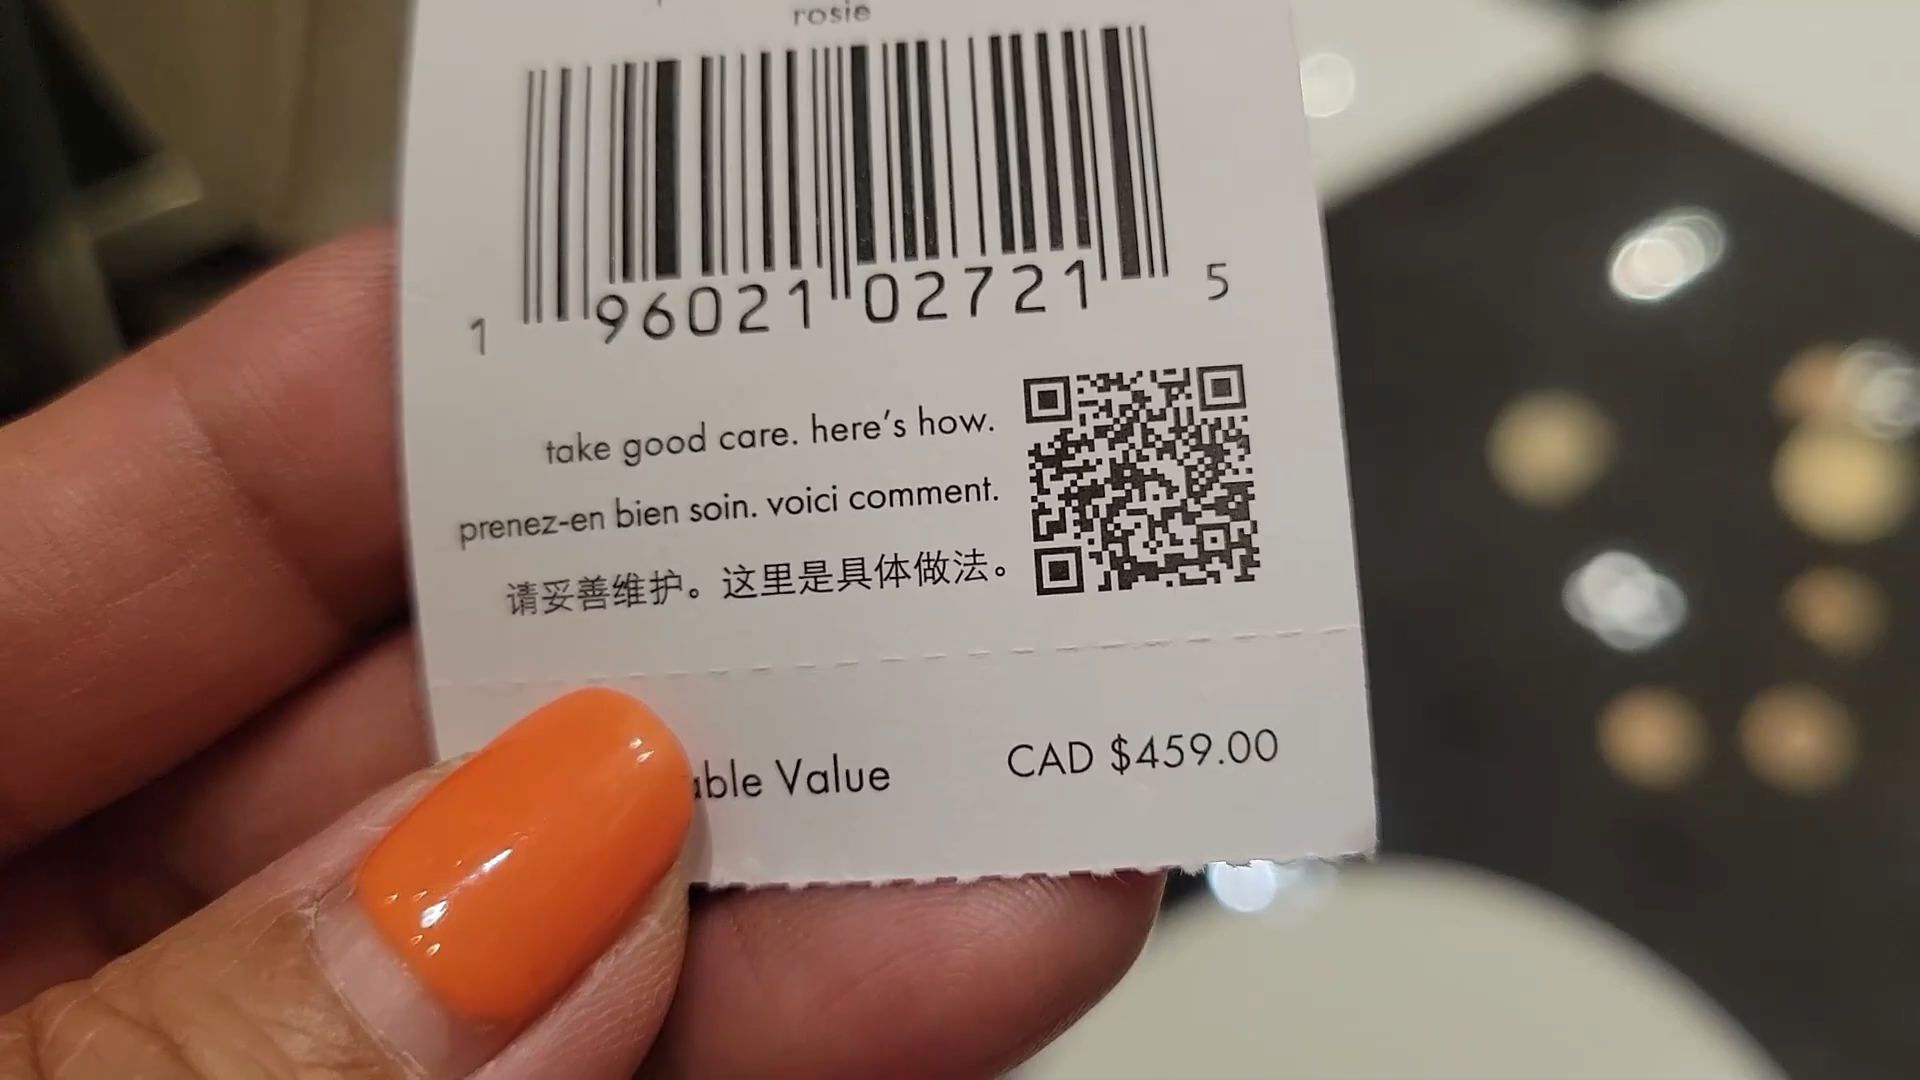 rosie
1 96021 02721 5
take good care. here's how.
prenez-en bien soin. voici comment.
请妥善维护。这里是具体做法。
Value CAD $459.00